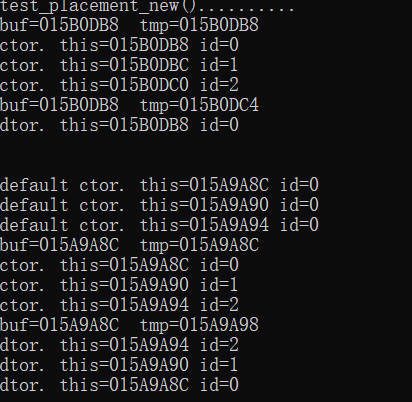 test_placement_new()..........
buf=015B0DB8  tmp=015B0DB8
ctor. this=015B0DB8 id=0
ctor. this=015B0DBC id=1
ctor. this=015B0DC0 id=2
buf=015B0DB8  tmp=015B0DC4
dtor. this=015B0DB8 id=0
default ctor. this=015A9A8C id=0
default ctor. this=015A9A90 id=0
default ctor. this=015A9A94 id=0
buf=015A9A8C  tmp=015A9A8C
ctor. this=015A9A8C id=0
ctor. this=015A9A90 id=1
ctor. this=015A9A94 id=2
buf=015A9A8C  tmp=015A9A98
dtor. this=015A9A94 id=2
dtor. this=015A9A90 id=1
dtor. this=015A9A8C id=0